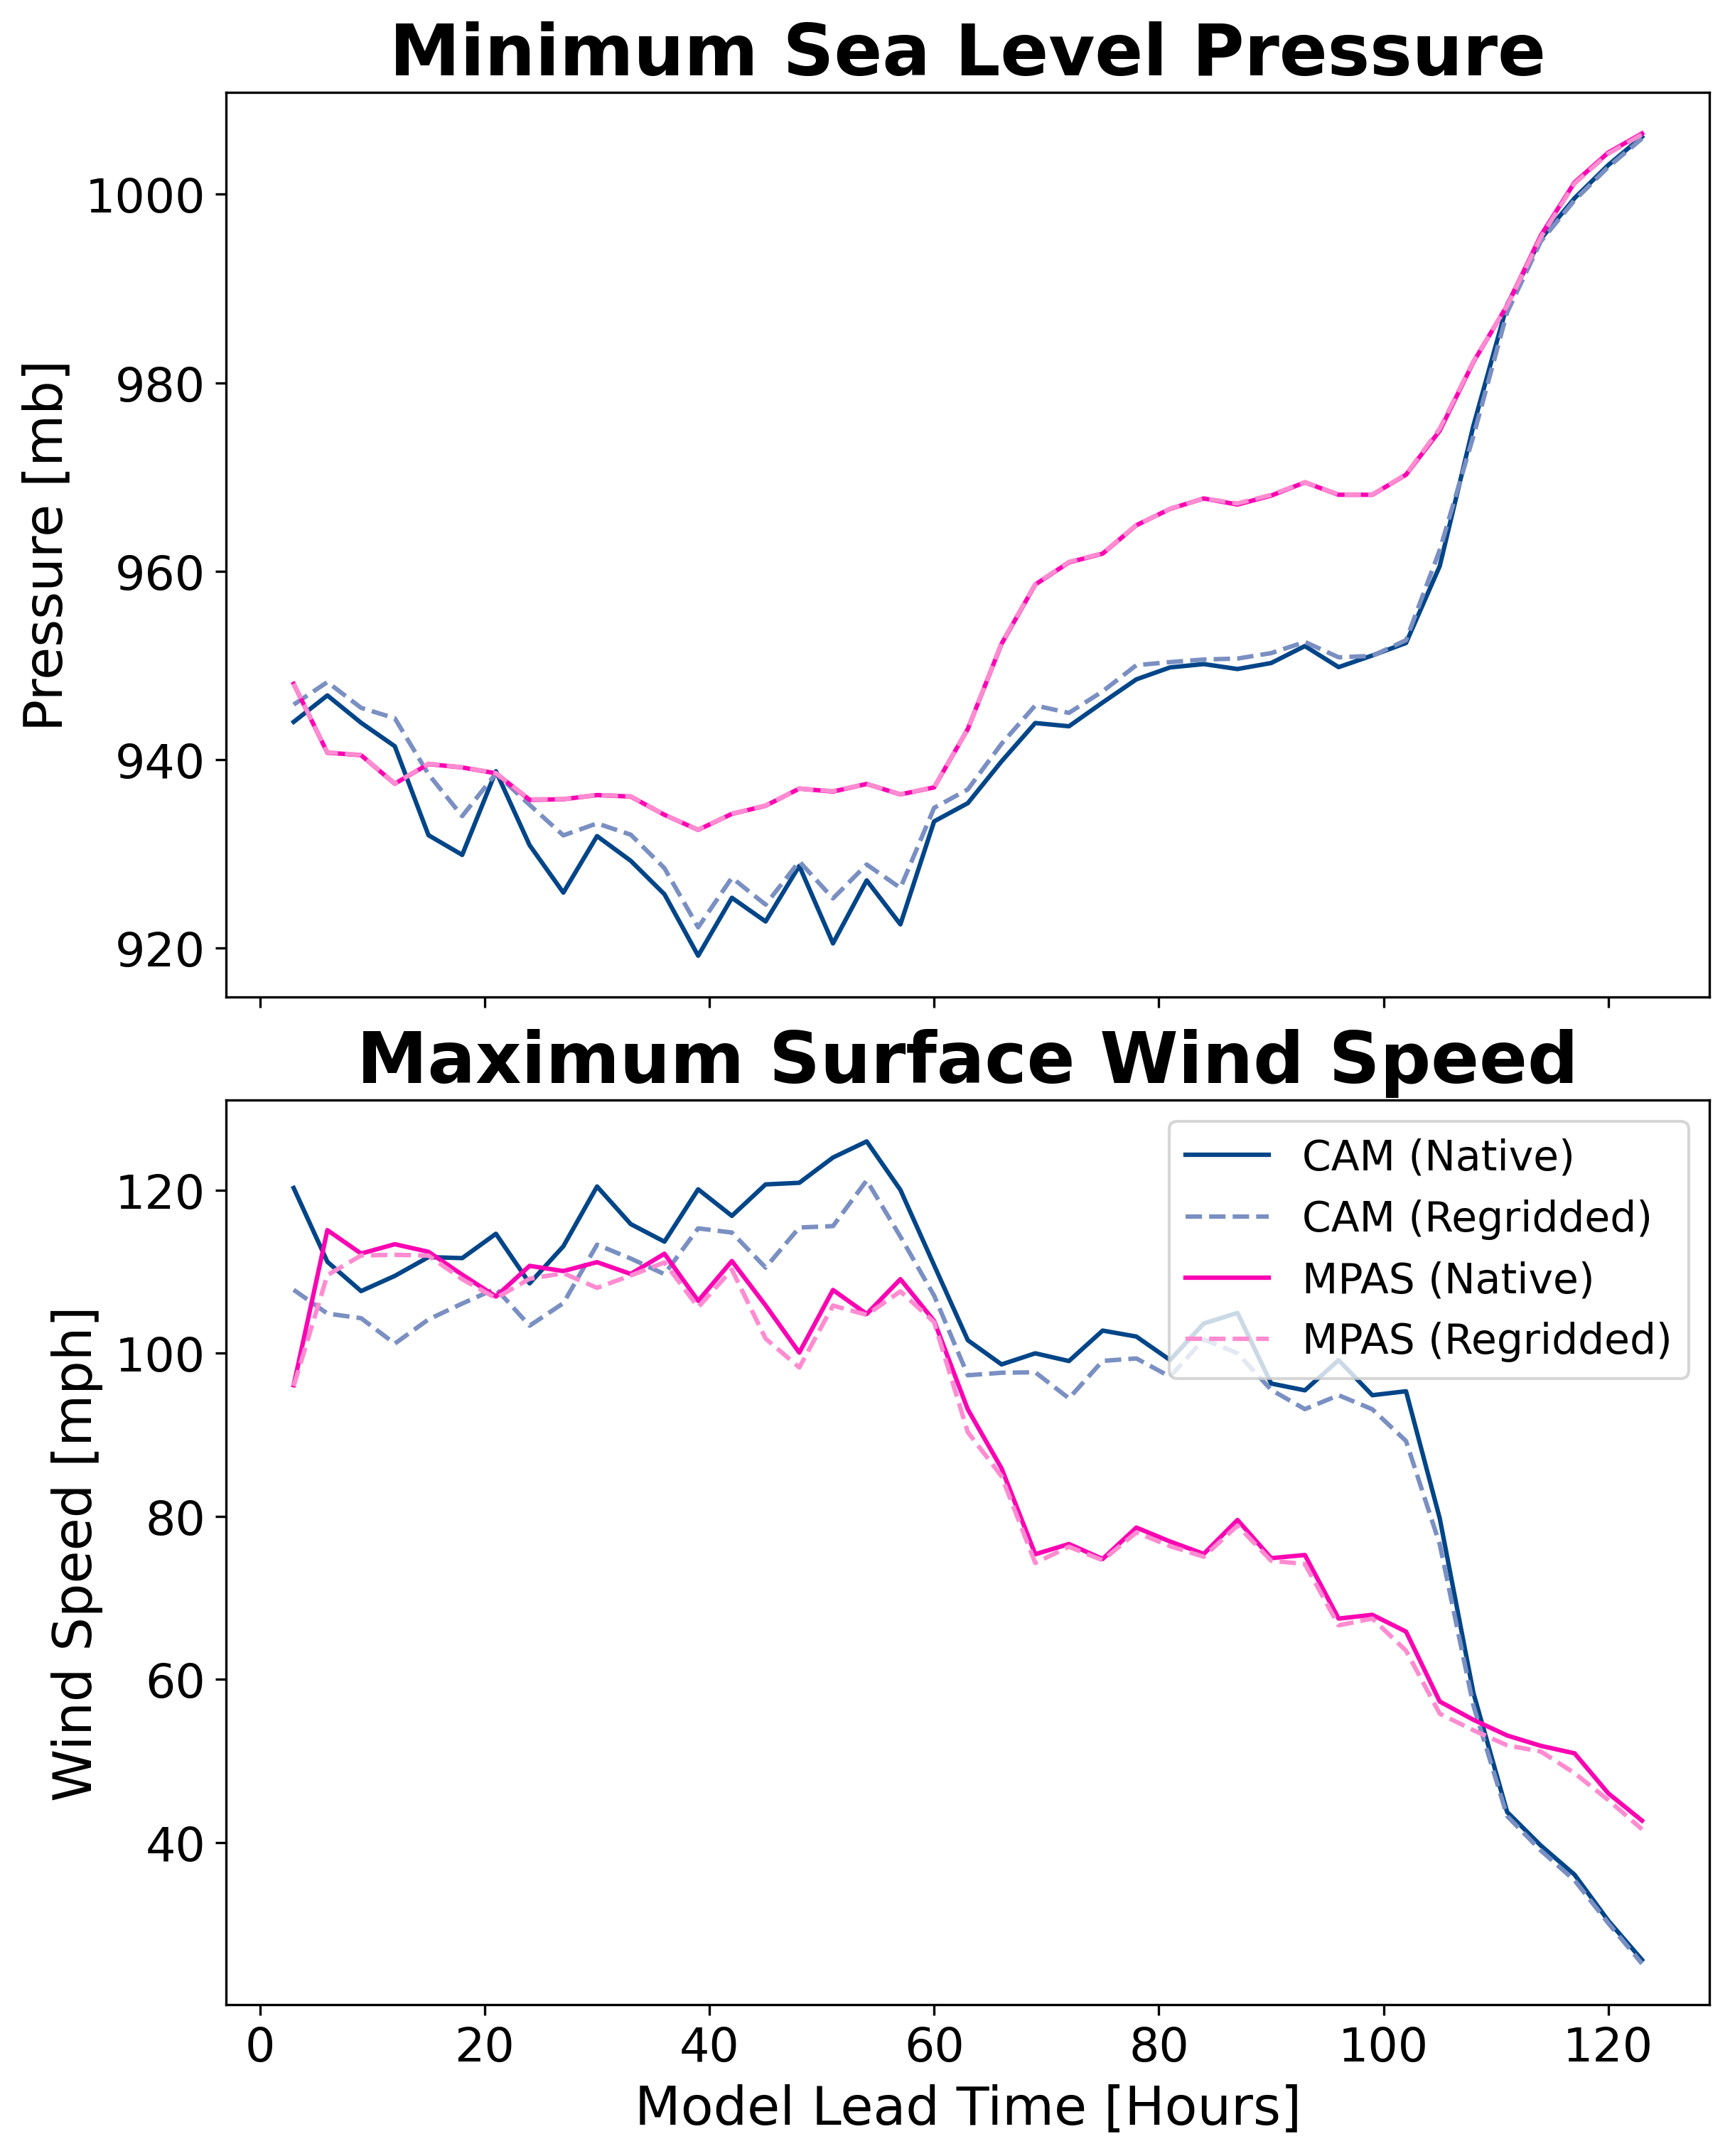 Minimum Sea Level Pressure
Pressure [mb]
1000
980
960
940
920
Maximum Surface Wind Speed
Wind Speed [mph]
120
100
80
60
40
CAM (Native)
CAM (Regridded)
MPAS (Native)
MPAS (Regridded)
0 20 40 60 80 100 120
Model Lead Time [Hours]